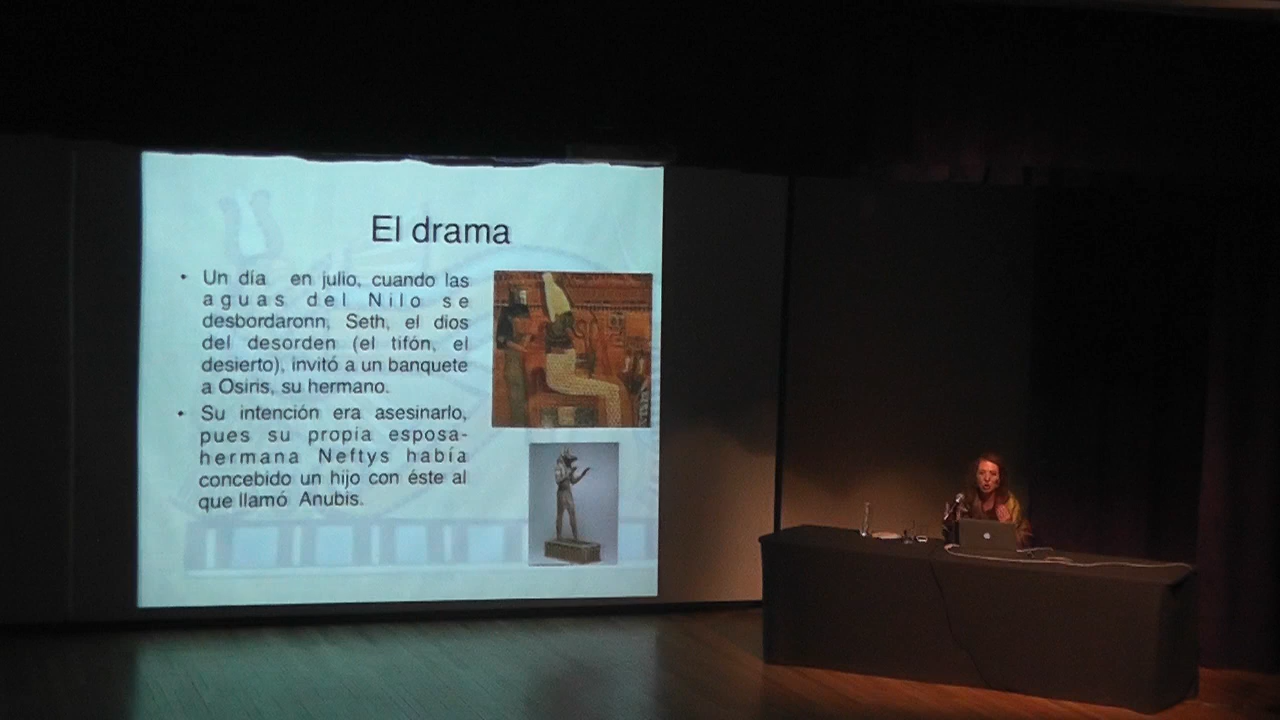 El drama
• Un día en julio, cuando las
aguas del Nilo se
desbordaronn, Seth, el dios
del desorden (el tifón, el
desierto), invitó a un banquete
a Osiris, su hermano.
• Su intención era asesinarlo,
pues su propia esposa-
hermana Neftys había
concebido un hijo con éste al
que llamó Anubis.